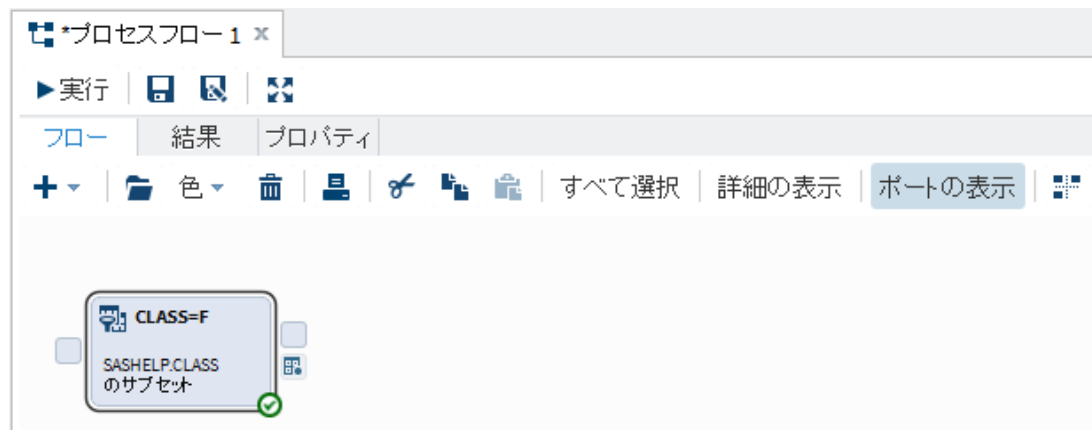 *プロセスフロー 1 ×
実行
フロー 結果 プロパティ
色 すべて選択 詳細の表示 ポートの表示
CLASS=F
SASHELP.CLASS
のサブセット